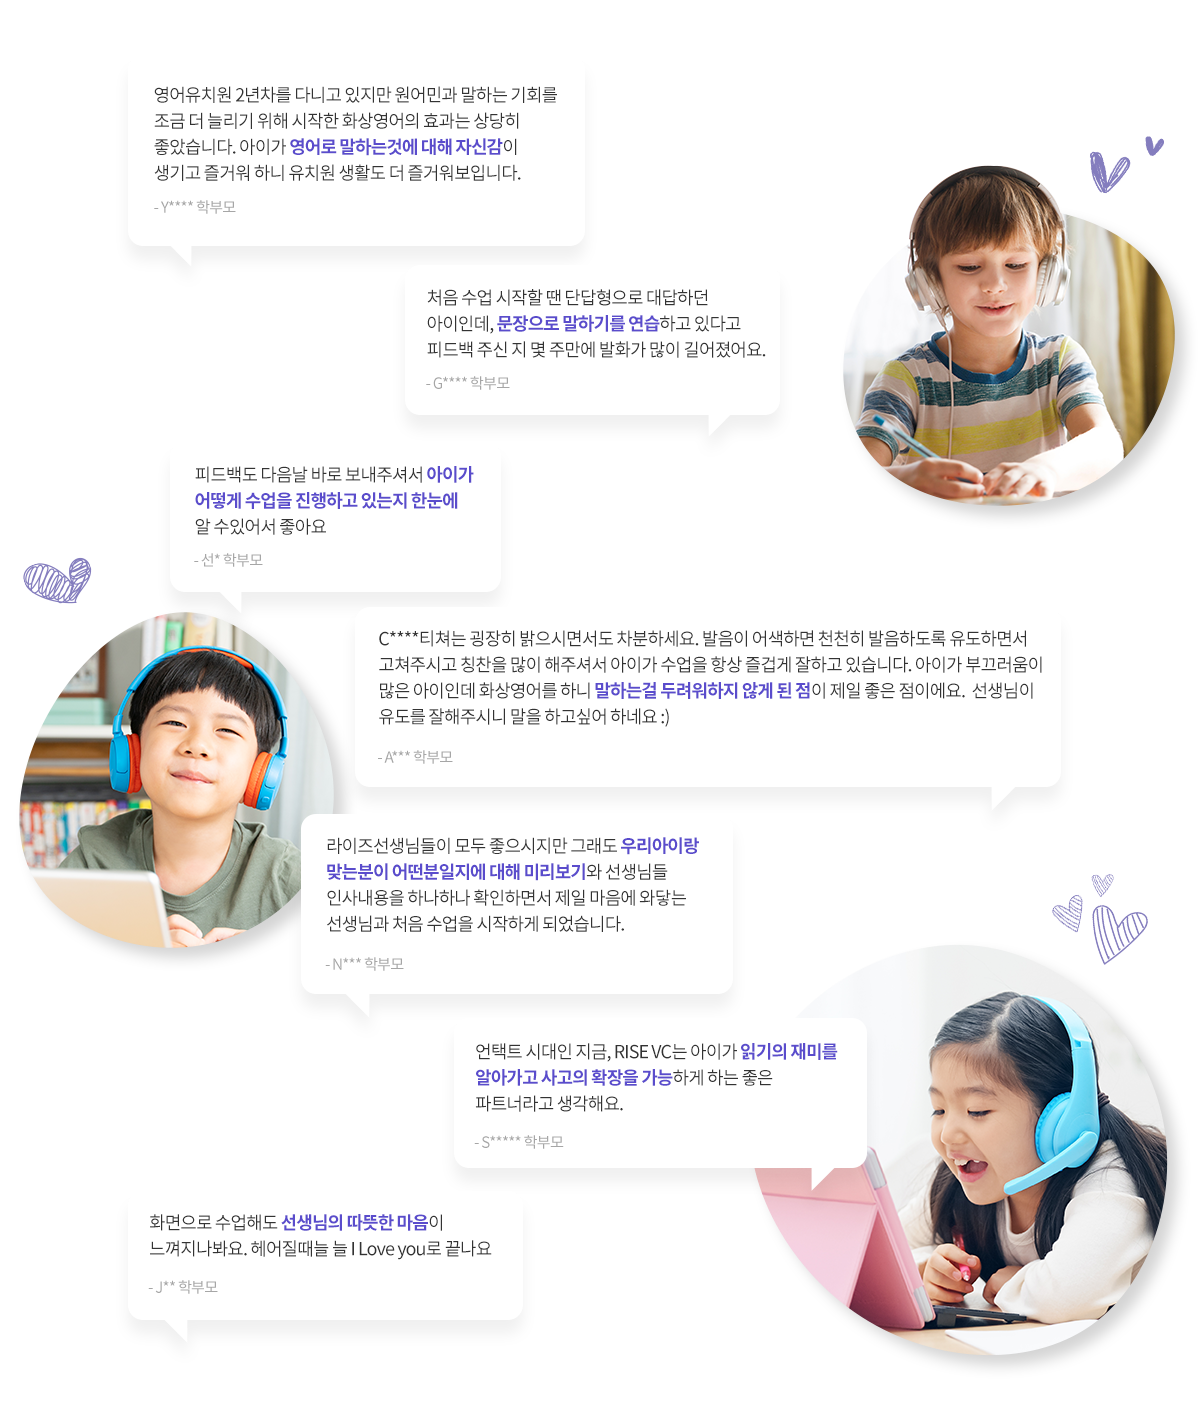 영어유치원 2년차를 다니고 있지만 원어민과 말하는 기회를
조금 더 늘리기 위해 시작한 화상영어의 효과는 상당히
좋았습니다. 아이가 영어로 말하는것에 대해 자신감이
생기고 즐거워 하니 유치원 생활도 더 즐거워보입니다.
- Y**** 학부모
처음 수업 시작할 땐 단답형으로 대답하던
아이인데, 문장으로 말하기를 연습하고 있다고
피드백 주신 지 몇 주만에 발화가 많이 길어졌어요.
- G**** 학부모
피드백도 다음날 바로 보내주셔서 아이가
어떻게 수업을 진행하고 있는지 한눈에
알 수있어서 좋아요
- 선* 학부모
C****티쳐는 굉장히 밝으시면서도 차분하세요. 발음이 어색하면 천천히 발음하도록 유도하면서
고쳐주시고 칭찬을 많이 해주셔서 아이가 수업을 항상 즐겁게 잘하고 있습니다. 아이가 부끄러움이
많은 아이인데 화상영어를 하니 말하는걸 두려워하지 않게 된 점이 제일 좋은 점이에요. 선생님이
유도를 잘해주시니 말을 하고싶어 하네요 :)
- A*** 학부모
라이즈선생님들이 모두 좋으시지만 그래도 우리아이랑
맞는분이 어떤분일지에 대해 미리보기와 선생님들
인사내용을 하나하나 확인하면서 제일 마음에 와닿는
선생님과 처음 수업을 시작하게 되었습니다.
- N*** 학부모
언택트 시대인 지금, RISE VC는 아이가 읽기의 재미를
알아가고 사고의 확장을 가능하게 하는 좋은
파트너라고 생각해요.
- S***** 학부모
화면으로 수업해도 선생님의 따뜻한 마음이
느껴지나봐요. 헤어질때늘 늘 I Love you로 끝나요
- J** 학부모